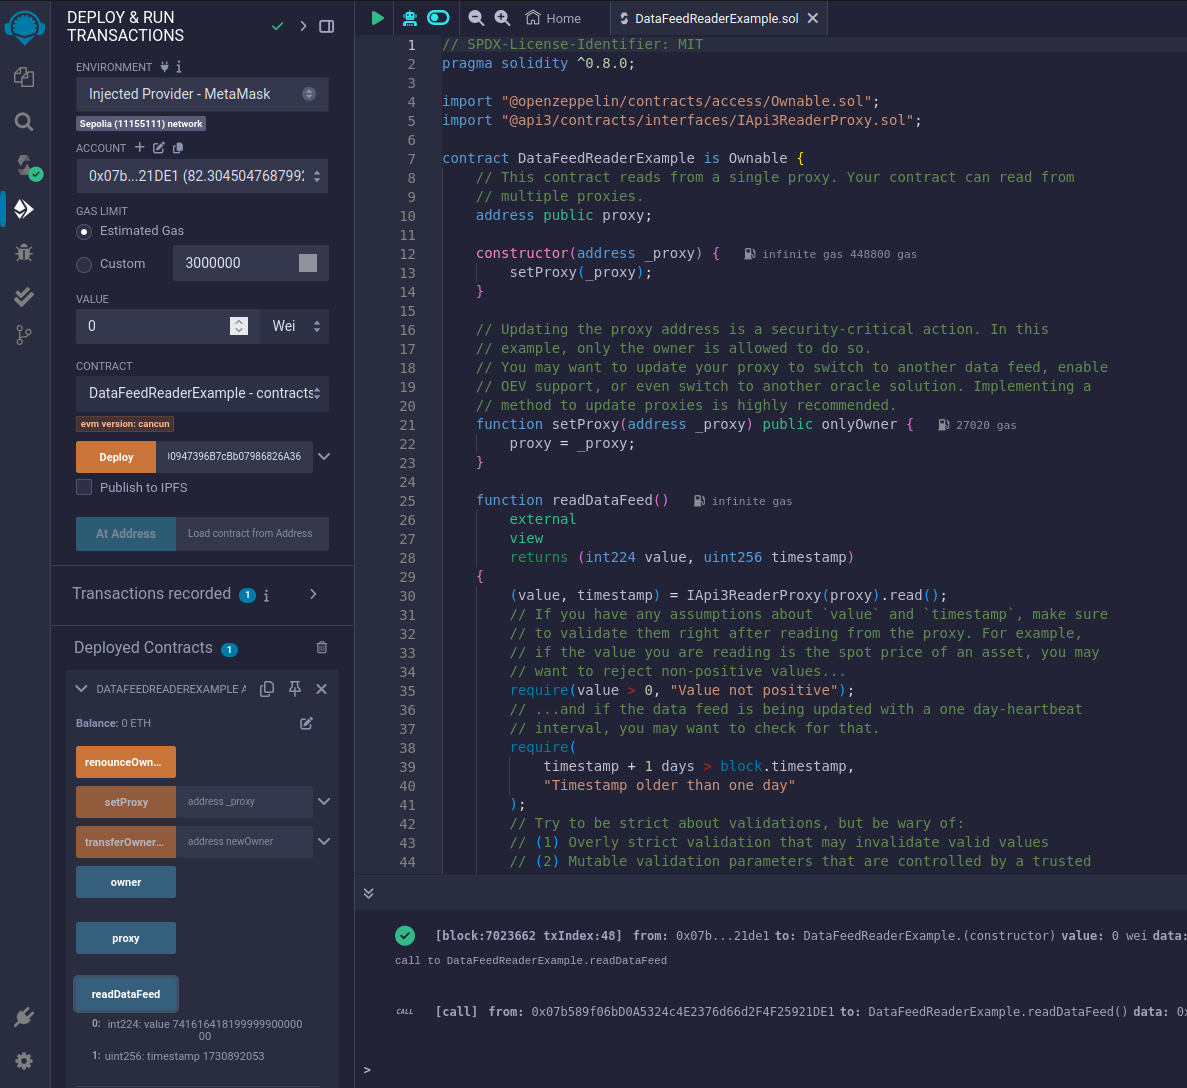 DEPLOY & RUN
TRANSACTIONS
ENVIRONMENT
Injected Provider - MetaMask
Sepolia (11155111) network
ACCOUNT
0x07b...21DE1 (82.304504768799
GAS LIMIT
Estimated Gas
Custom
3000000
VALUE
0
Wei
CONTRACT
DataFeedReaderExample - contracts
evm version: cancun
Deploy
0947396B7cBb07986826A36
Publish to IPFS
At Address
Load contract from Address
Transactions recorded 1
Deployed Contracts 1
DATAFEEDREADEREXAMPLE A
Balance: 0 ETH
renounceOwn...
setProxy
address _proxy
transferOwner...
address newOwner
owner
proxy
readDataFeed
0: int224: value 741616418199999900000
00
1: uint256: timestamp 1730892053
Home
DataFeedReaderExample.sol
1 // SPDX-License-Identifier: MIT
2 pragma solidity ^0.8.0;
3
4 import "@openzeppelin/contracts/access/Ownable.sol";
5 import "@api3/contracts/interfaces/IApi3ReaderProxy.sol";
6
7 contract DataFeedReaderExample is Ownable {
8 // This contract reads from a single proxy. Your contract can read from
9 // multiple proxies.
10 address public proxy;
11
12 constructor(address _proxy) { infinite gas 448800 gas
13 setProxy(_proxy);
14 }
15
16 // Updating the proxy address is a security-critical action. In this
17 // example, only the owner is allowed to do so.
18 // You may want to update your proxy to switch to another data feed, enable
19 // OEV support, or even switch to another oracle solution. Implementing a
20 // method to update proxies is highly recommended.
21 function setProxy(address _proxy) public onlyOwner { 27020 gas
22 proxy = _proxy;
23 }
24
25 function readDataFeed() infinite gas
26 external
27 view
28 returns (int224 value, uint256 timestamp)
29 {
30 (value, timestamp) = IApi3ReaderProxy(proxy).read();
31 // If you have any assumptions about `value` and `timestamp`, make sure
32 // to validate them right after reading from the proxy. For example,
33 // if the value you are reading is the spot price of an asset, you may
34 // want to reject non-positive values...
35 require(value > 0, "Value not positive");
36 // ...and if the data feed is being updated with a one day-heartbeat
37 // interval, you may want to check for that.
38 require(
39 timestamp + 1 days > block.timestamp,
40 "Timestamp older than one day"
41 );
42 // Try to be strict about validations, but be wary of:
43 // (1) Overly strict validation that may invalidate valid values
44 // (2) Mutable validation parameters that are controlled by a trusted
[block:7023662 txIndex:48] from: 0x07b...21de1 to: DataFeedReaderExample.(constructor) value: 0 wei data:
call to DataFeedReaderExample.readDataFeed
CALL [call] from: 0x07b589f06bD0A5324c4E2376d66d2F4F25921DE1 to: DataFeedReaderExample.readDataFeed() data: 0
>